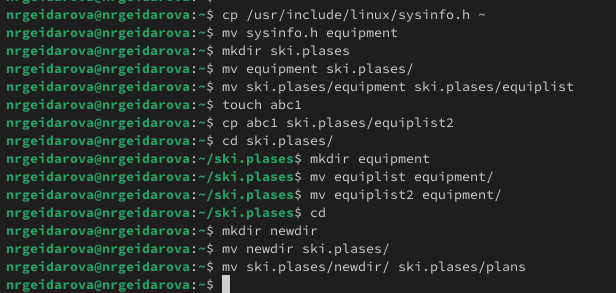 nrgeidarova@nrgeidarova:~$ cp /usr/include/linux/sysinfo.h ~
nrgeidarova@nrgeidarova:~$ mv sysinfo.h equipment
nrgeidarova@nrgeidarova:~$ mkdir ski.plases
nrgeidarova@nrgeidarova:~$ mv equipment ski.plases/
nrgeidarova@nrgeidarova:~$ mv ski.plases/equipment ski.plases/equiplist
nrgeidarova@nrgeidarova:~$ touch abc1
nrgeidarova@nrgeidarova:~$ cp abc1 ski.plases/equiplist2
nrgeidarova@nrgeidarova:~$ cd ski.plases/
nrgeidarova@nrgeidarova:~/ski.plases$ mkdir equipment
nrgeidarova@nrgeidarova:~/ski.plases$ mv equiplist equipment/
nrgeidarova@nrgeidarova:~/ski.plases$ mv equiplist2 equipment/
nrgeidarova@nrgeidarova:~/ski.plases$ cd
nrgeidarova@nrgeidarova:~$ mkdir newdir
nrgeidarova@nrgeidarova:~$ mv newdir ski.plases/
nrgeidarova@nrgeidarova:~$ mv ski.plases/newdir/ ski.plases/plans
nrgeidarova@nrgeidarova:~$